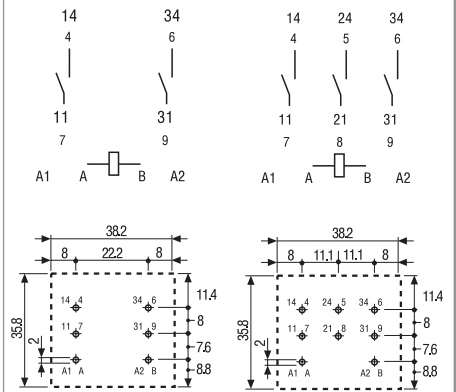 14 34
4 6
11 31
7 9
A1 A B A2
14 24 34
4 5 6
11 21 31
7 8 9
A1 A B A2
38.2
8 22.2 8
35.8
2
14 4 34 6
11 7 31 9
A1 A A2 B
11.4
8
7.6
8.8
38.2
8 11.1 11.1 8
35.8
2
14 4 24 5 34 6
11 7 21 8 31 9
A1 A A2 B
11.4
8
7.6
8.8